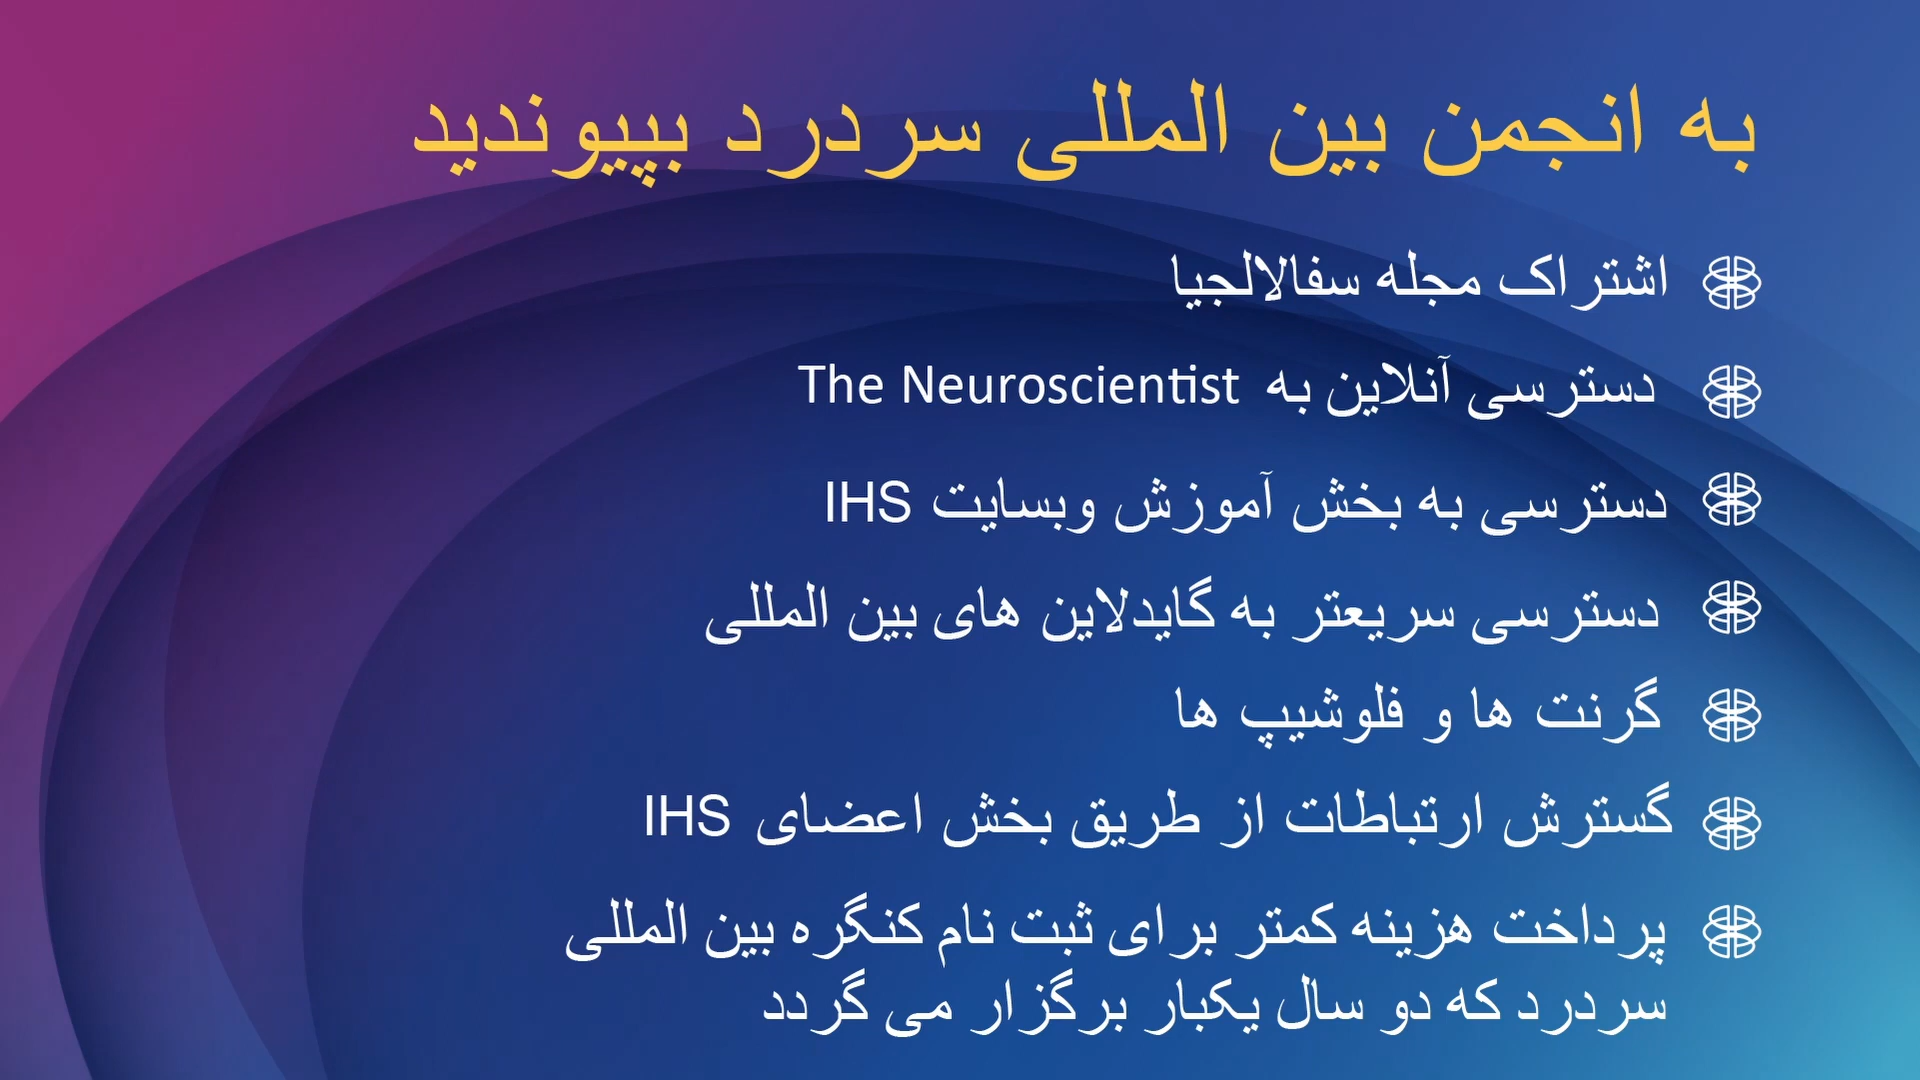 به انجمن بین المللی سردرد بپیوندید
اشتراک مجله سفالالجیا
دسترسی آنلاین به The Neuroscientist
دسترسی به بخش آموزش وبسایت IHS
دسترسی سریعتر به گایدلاین های بین المللی
گرنت ها و فلوشیپ ها
گسترش ارتباطات از طریق بخش اعضای IHS
پرداخت هزینه کمتر برای ثبت نام کنگره بین المللی
سردرد که دو سال یکبار برگزار می گردد